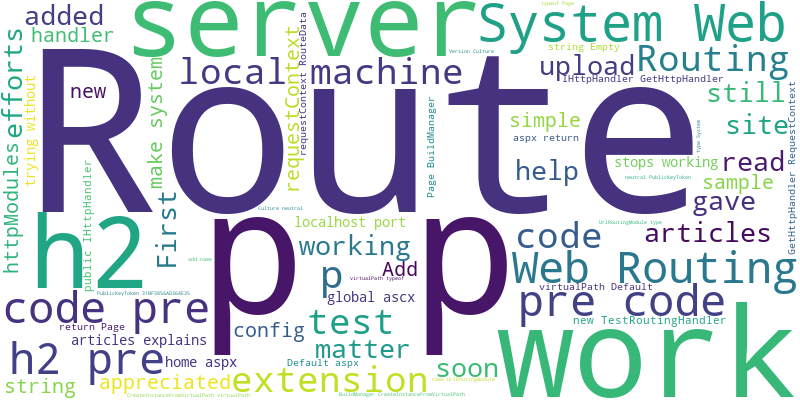 added
server
System Web
handler
Routing
typeof Page
string Empty
Version Culture
efforts
trying without
new
local machine
upload
IHttpHandler GetHttpHandler
still
requestContext
requestContext RouteData
Route
make system
httpModules
Page BuildManager
simple
site
aspx return
type System
help
stops working
read
neutral PublicKeyToken
sample
gave
GetHttpHandler RequestContext
public IHttpHandler
First
h2
Culture neutral
p p
localhost port
UrlRoutingModule type
code
articles
working
add name
p
Add
Web Routing
virtualPath typeof
virtualPath Default
PublicKeyToken 31BF3856AD364E35
global ascx
code pre
pre code
return Page
articles explains
config
test
new TestRoutingHandler
work
h2 pre
home aspx
Default aspx
matter
soon
string
appreciated
extension
CreateInstanceFromVirtualPath virtualPath
BuildManager CreateInstanceFromVirtualPath